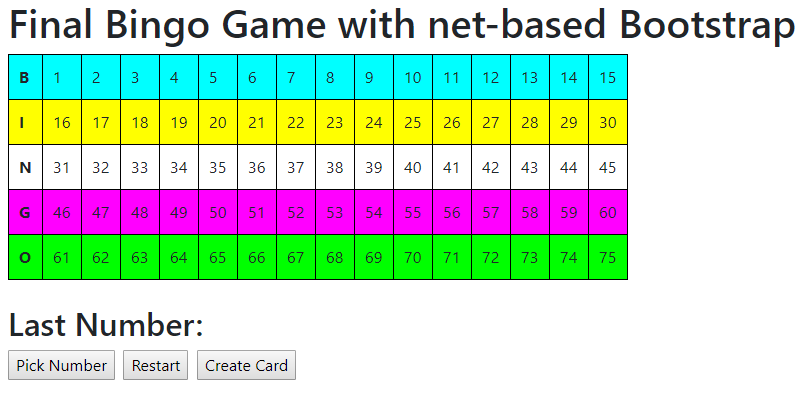 Final Bingo Game with net-based Bootstrap
B 1 2 3 4 5 6 7 8 9 10 11 12 13 14 15
I 16 17 18 19 20 21 22 23 24 25 26 27 28 29 30
N 31 32 33 34 35 36 37 38 39 40 41 42 43 44 45
G 46 47 48 49 50 51 52 53 54 55 56 57 58 59 60
O 61 62 63 64 65 66 67 68 69 70 71 72 73 74 75
Last Number:
Pick Number Restart Create Card